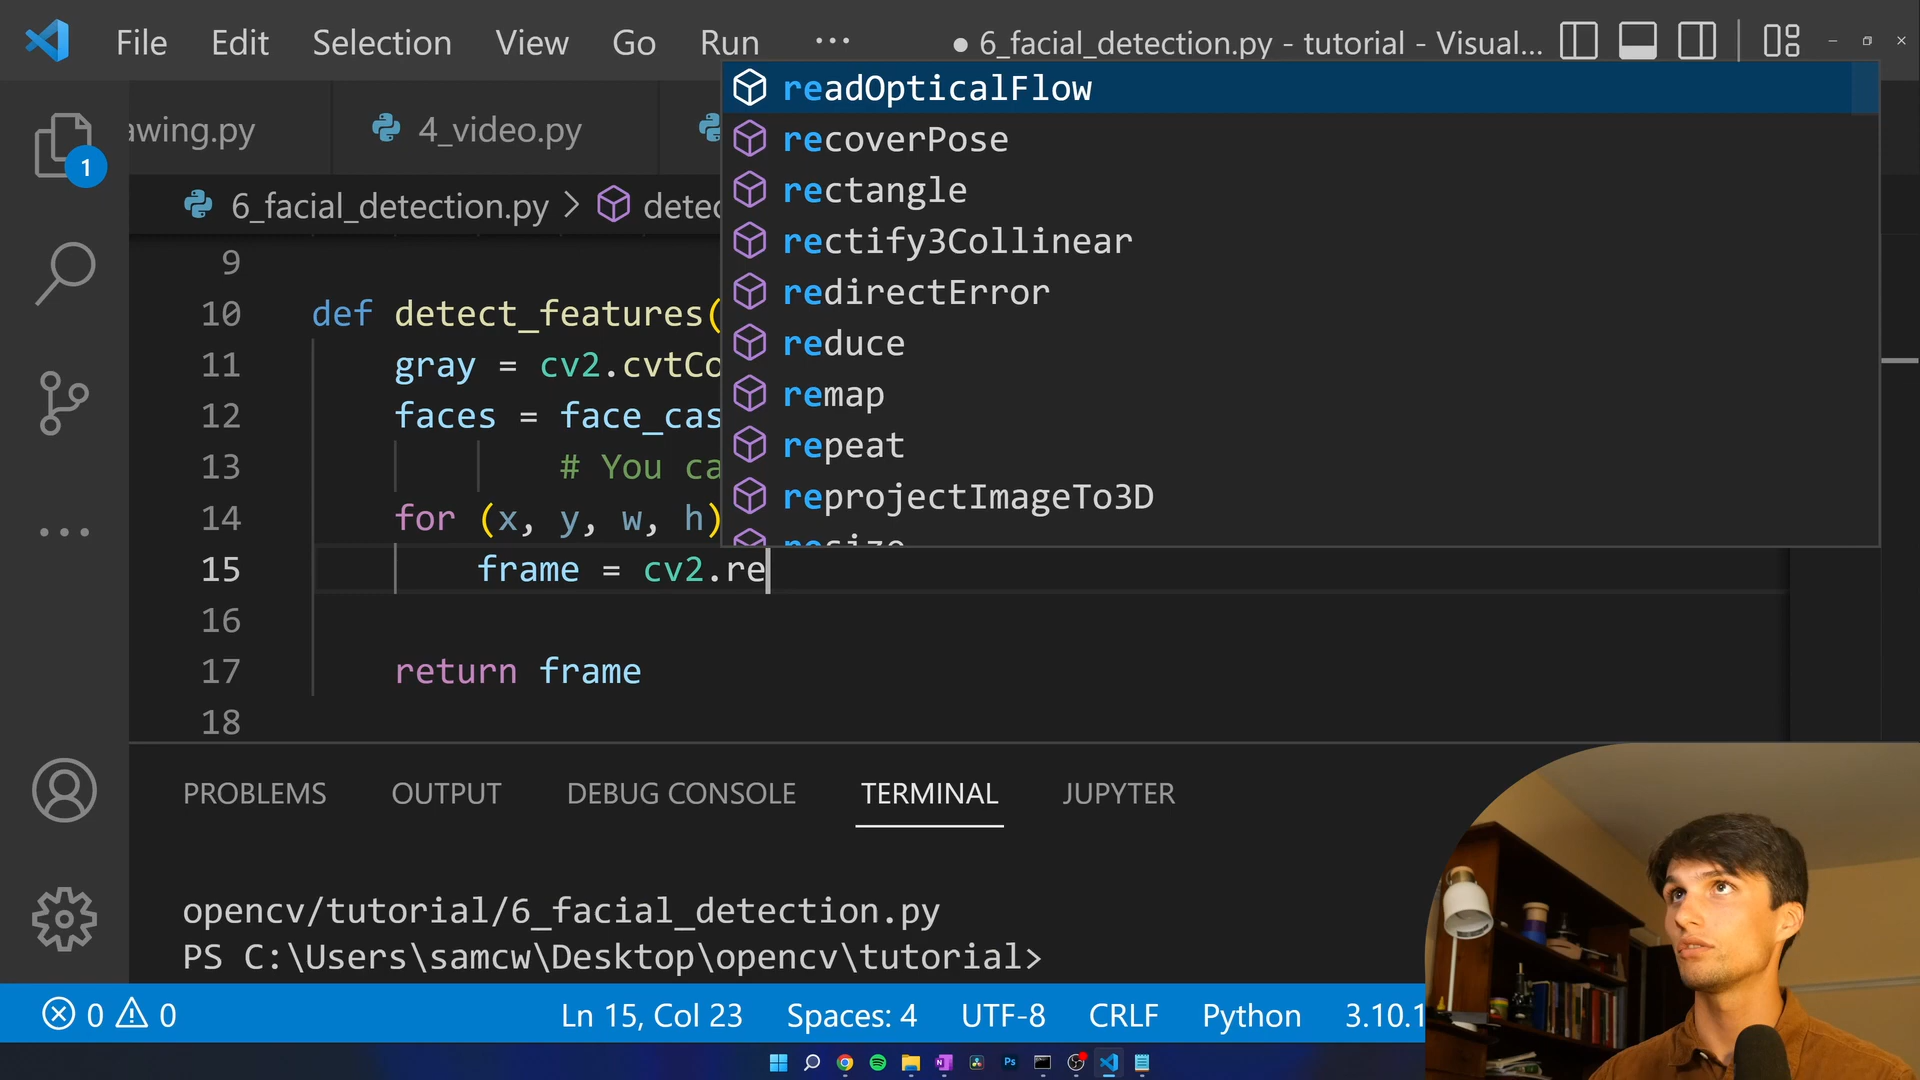 File Edit Selection View Go Run ··· ● 6_facial_detection.py - tutorial - Visual...
awing.py 4_video.py
1
6_facial_detection.py > detec
readOpticalFlow
recoverPose
rectangle
rectify3Collinear
redirectError
reduce
remap
repeat
reprojectImageTo3D
resize
9
10 def detect_features(
11 gray = cv2.cvtCo
12 faces = face_cas
13 # You ca
14 for (x, y, w, h)
15 frame = cv2.re
16
17 return frame
18
PROBLEMS OUTPUT DEBUG CONSOLE TERMINAL JUPYTER
opencv/tutorial/6_facial_detection.py
PS C:\Users\samcw\Desktop\opencv\tutorial>
0 0 Ln 15, Col 23 Spaces: 4 UTF-8 CRLF Python 3.10.1
Ps